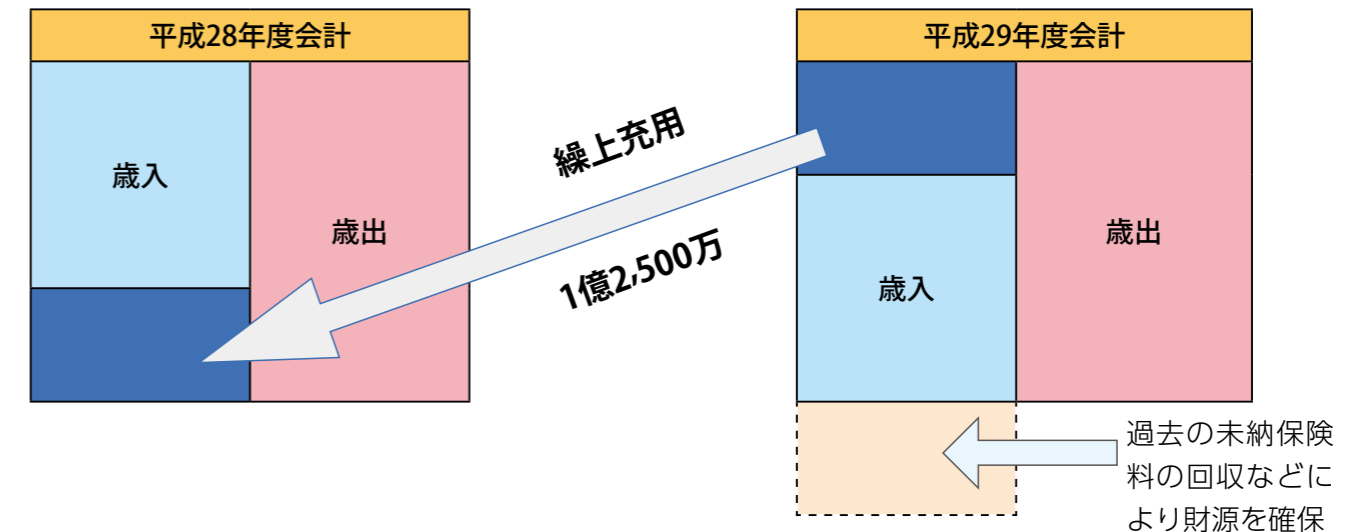 平成28年度会計
歳入
歳出
繰上充用
1億2,500万
平成29年度会計
歳入
歳出
過去の未納保険
料の回収などに
より財源を確保